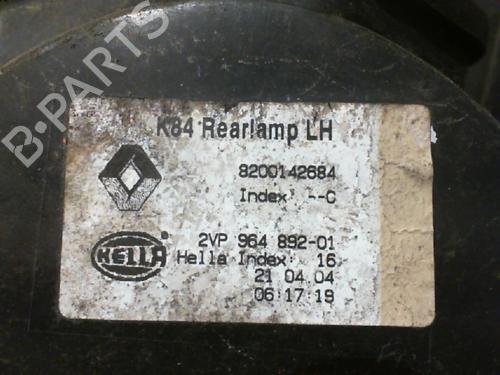 B-PARTS
K84 Rearlamp LH
8200142684
Index --C
HELLA
2VP 964 892-01
Hella Index: 16
21 04 04
06:17:19